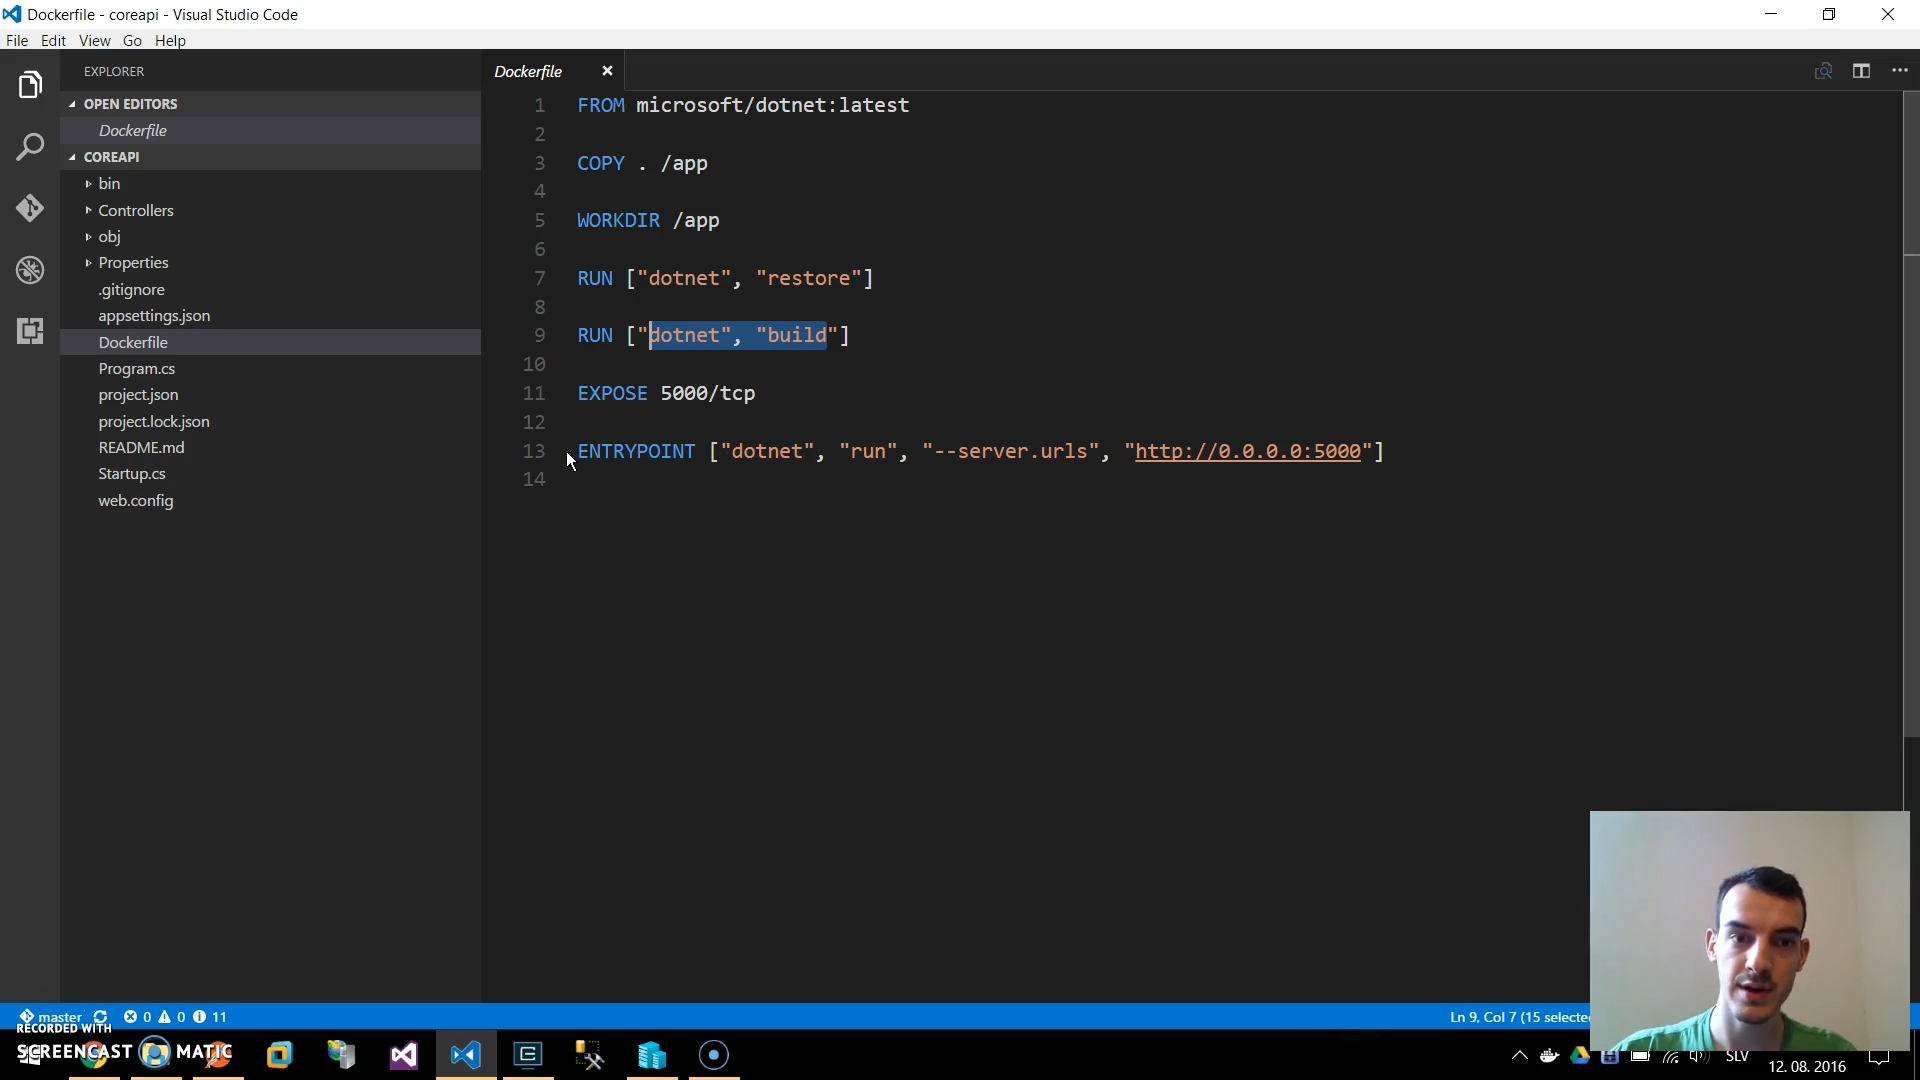 Dockerfile - coreapi - Visual Studio Code
File Edit View Go Help
EXPLORER
OPEN EDITORS
Dockerfile
COREAPI
bin
Controllers
obj
Properties
.gitignore
appsettings.json
Dockerfile
Program.cs
project.json
project.lock.json
README.md
Startup.cs
web.config
Dockerfile
1 FROM microsoft/dotnet:latest
2
3 COPY . /app
4
5 WORKDIR /app
6
7 RUN ["dotnet", "restore"]
8
9 RUN ["dotnet", "build"]
10
11 EXPOSE 5000/tcp
12
13 ENTRYPOINT ["dotnet", "run", "--server.urls", "http://0.0.0.0:5000"]
14
master 0 0 11
Ln 9, Col 7 (15 selected
RECORDED WITH
SCREENCAST MATIC
SLV
12. 08. 2016